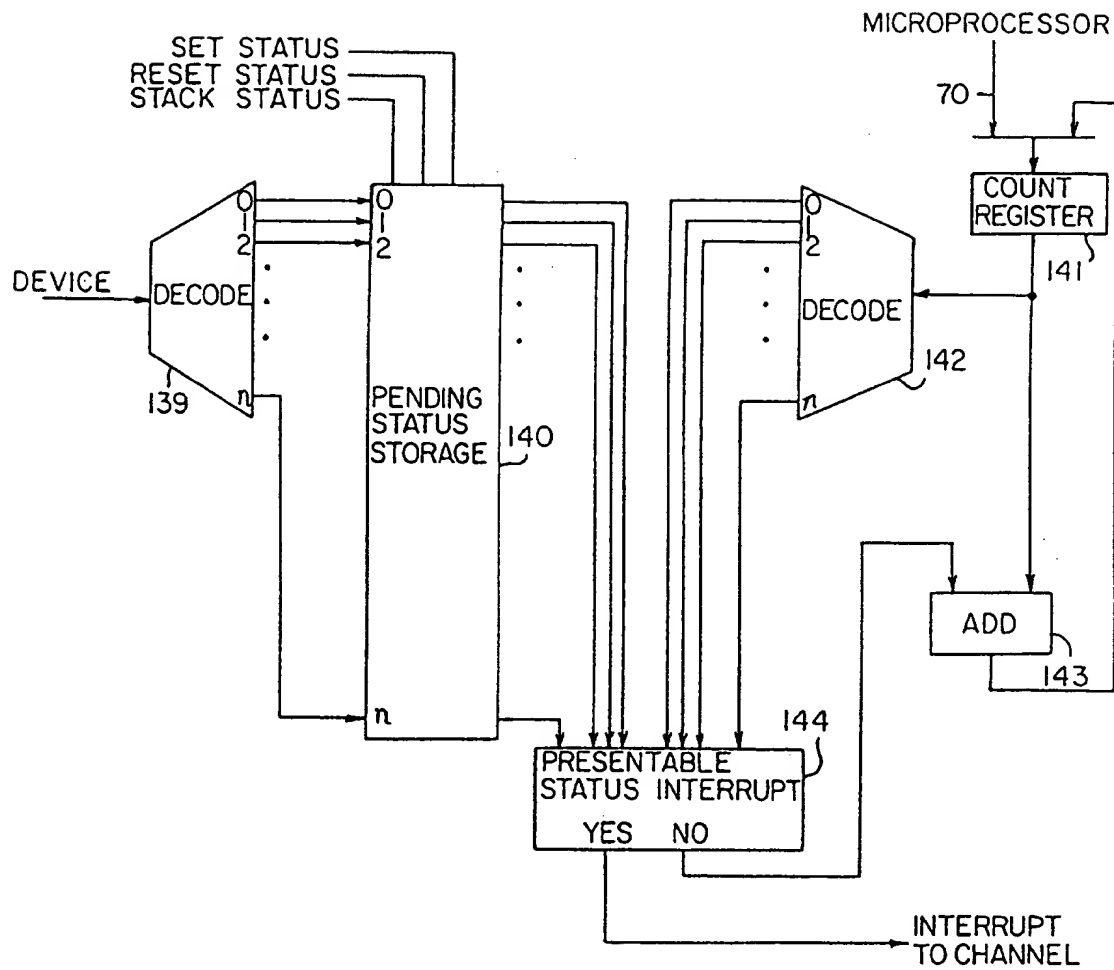 MICROPROCESSOR
SET STATUS
RESET STATUS
STACK STATUS
70
COUNT
REGISTER
141
0
1
2
n
0
1
2
n
0
1
2
n
DEVICE
DECODE
139
DECODE
142
PENDING
STATUS
STORAGE
140
ADD
143
144
PRESENTABLE
STATUS INTERRUPT
YES NO
INTERRUPT
TO CHANNEL